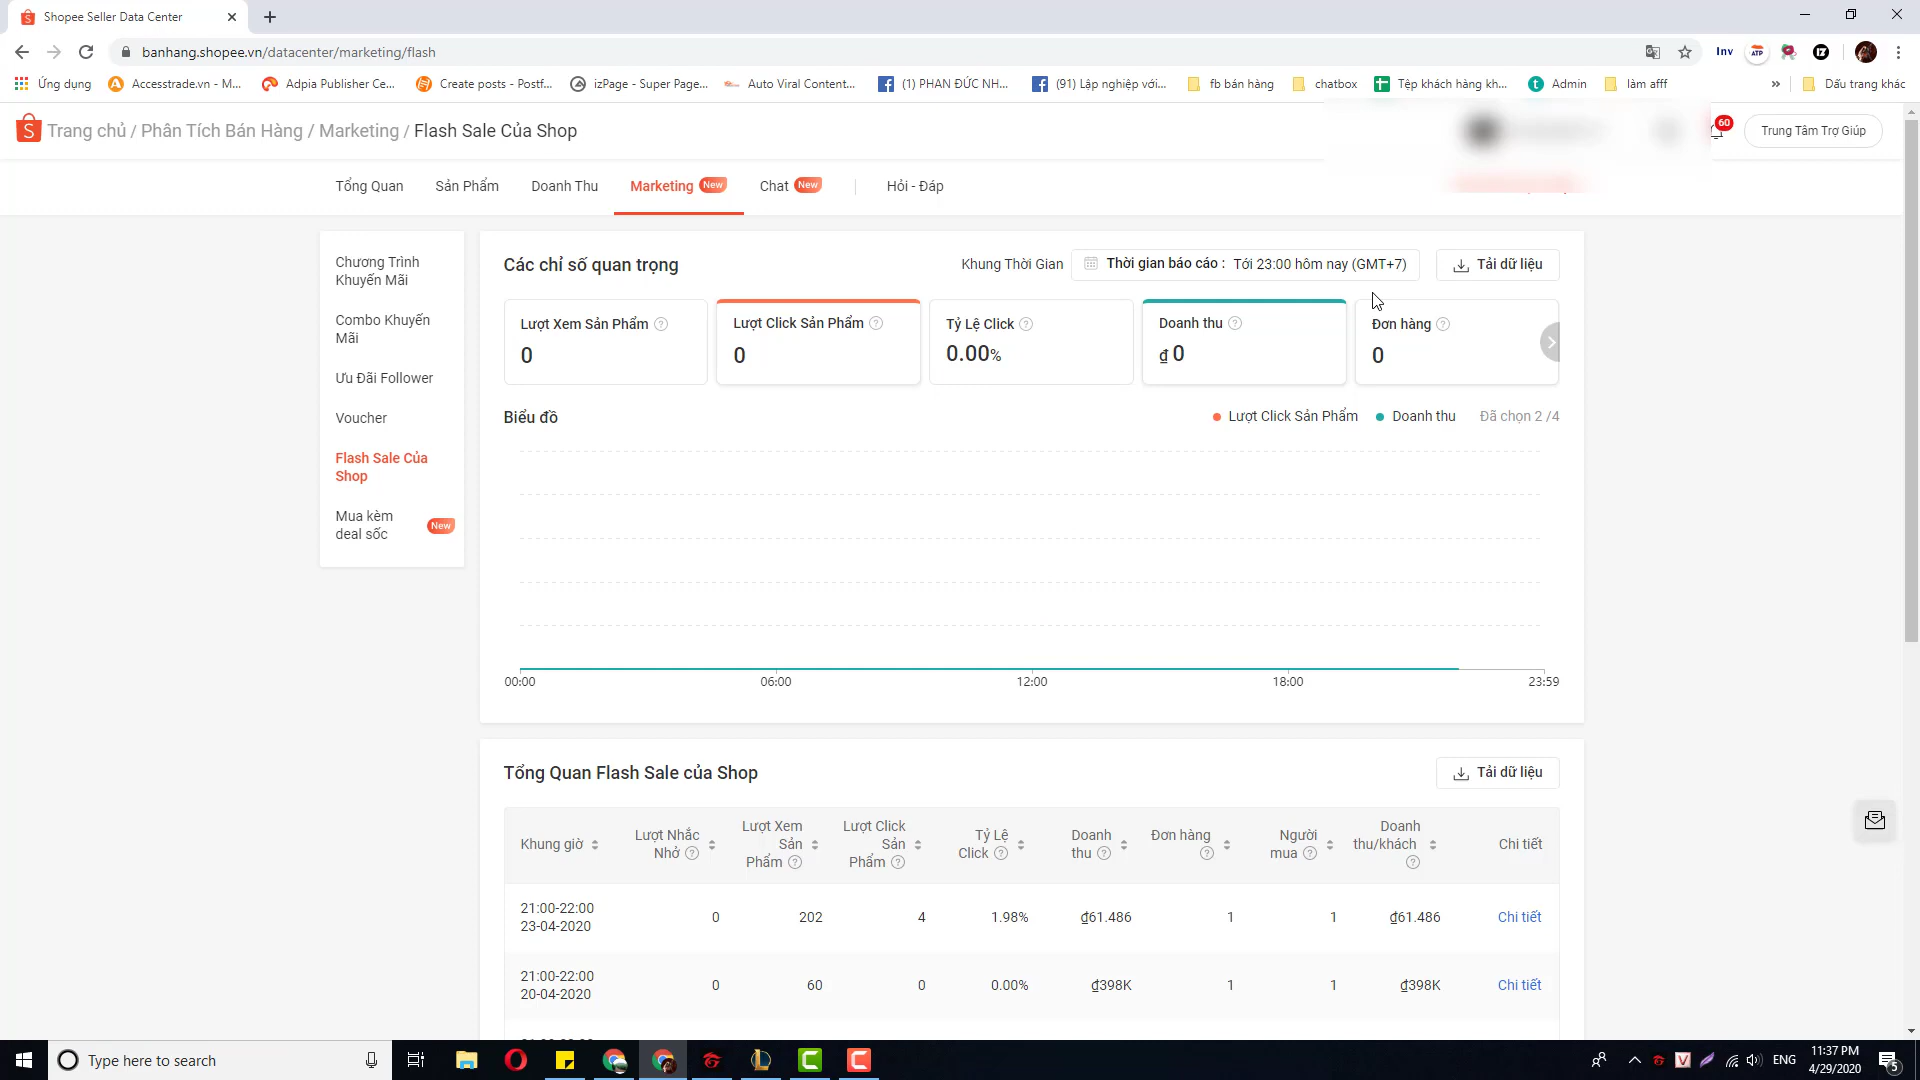 Shopee Seller Data Center
banhang.shopee.vn/datacenter/marketing/flash
Inv
ATP
Ứng dụng
Accesstrade.vn - M...
Adpia Publisher Ce...
Create posts - Postf...
izPage - Super Page...
Auto Viral Content...
(1) PHAN ĐỨC NH...
(91) Lập nghiệp với...
fb bán hàng
chatbox
Tệp khách hàng kh...
Admin
làm afff
»
Dấu trang khác
Trang chủ / Phân Tích Bán Hàng / Marketing / Flash Sale Của Shop
60
Trung Tâm Trợ Giúp
Tổng Quan
Sản Phẩm
Doanh Thu
Marketing New
Chat New
Hỏi - Đáp
Chương Trình
Khuyến Mãi
Combo Khuyến
Mãi
Ưu Đãi Follower
Voucher
Flash Sale Của
Shop
Mua kèm
deal sốc
New
Các chỉ số quan trọng
Khung Thời Gian
Thời gian báo cáo : Tới 23:00 hôm nay (GMT+7)
Tải dữ liệu
Lượt Xem Sản Phẩm
0
Lượt Click Sản Phẩm
0
Tỷ Lệ Click
0.00%
Doanh thu
₫ 0
Đơn hàng
0
Biểu đồ
Lượt Click Sản Phẩm
Doanh thu
Đã chọn 2 /4
00:00
06:00
12:00
18:00
23:59
Tổng Quan Flash Sale của Shop
Tải dữ liệu
Khung giờ
Lượt Nhắc
Nhở
Lượt Xem
Sản
Phẩm
Lượt Click
Sản
Phẩm
Tỷ Lệ
Click
Doanh
thu
Đơn hàng
Người
mua
Doanh
thu/khách
Chi tiết
21:00-22:00
23-04-2020
0
202
4
1.98%
₫61.486
1
1
₫61.486
Chi tiết
21:00-22:00
20-04-2020
0
60
0
0.00%
₫398K
1
1
₫398K
Chi tiết
Type here to search
ENG
11:37 PM
4/29/2020
5